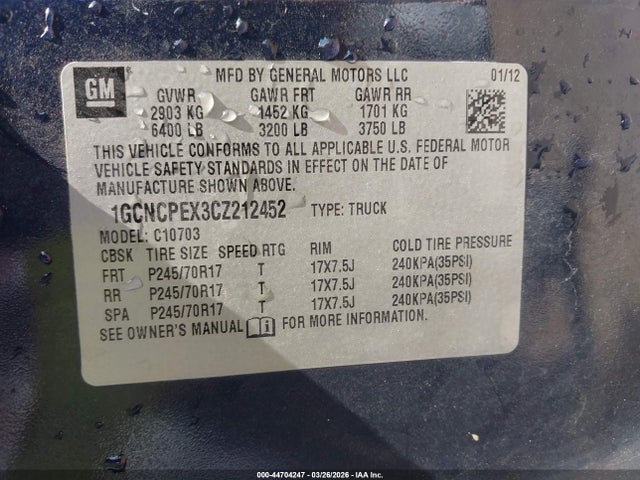 GM
MFD BY GENERAL MOTORS LLC 01/12
GVWR GAWR FRT GAWR RR
2903 KG 1452 KG 1701 KG
6400 LB 3200 LB 3750 LB
THIS VEHICLE CONFORMS TO ALL APPLICABLE U.S. FEDERAL MOTOR
VEHICLE SAFETY STANDARDS IN EFFECT ON THE DATE OF
MANUFACTURE SHOWN ABOVE.
1GCNCPEX3CZ212452 TYPE: TRUCK
MODEL: C10703
CBSK TIRE SIZE SPEED RTG RIM COLD TIRE PRESSURE
FRT P245/70R17 T 17X7.5J 240KPA(35PSI)
RR P245/70R17 T 17X7.5J 240KPA(35PSI)
SPA P245/70R17 T 17X7.5J 240KPA(35PSI)
SEE OWNER'S MANUAL FOR MORE INFORMATION.
000-44704247 | 03/26/2026 | IAA Inc.